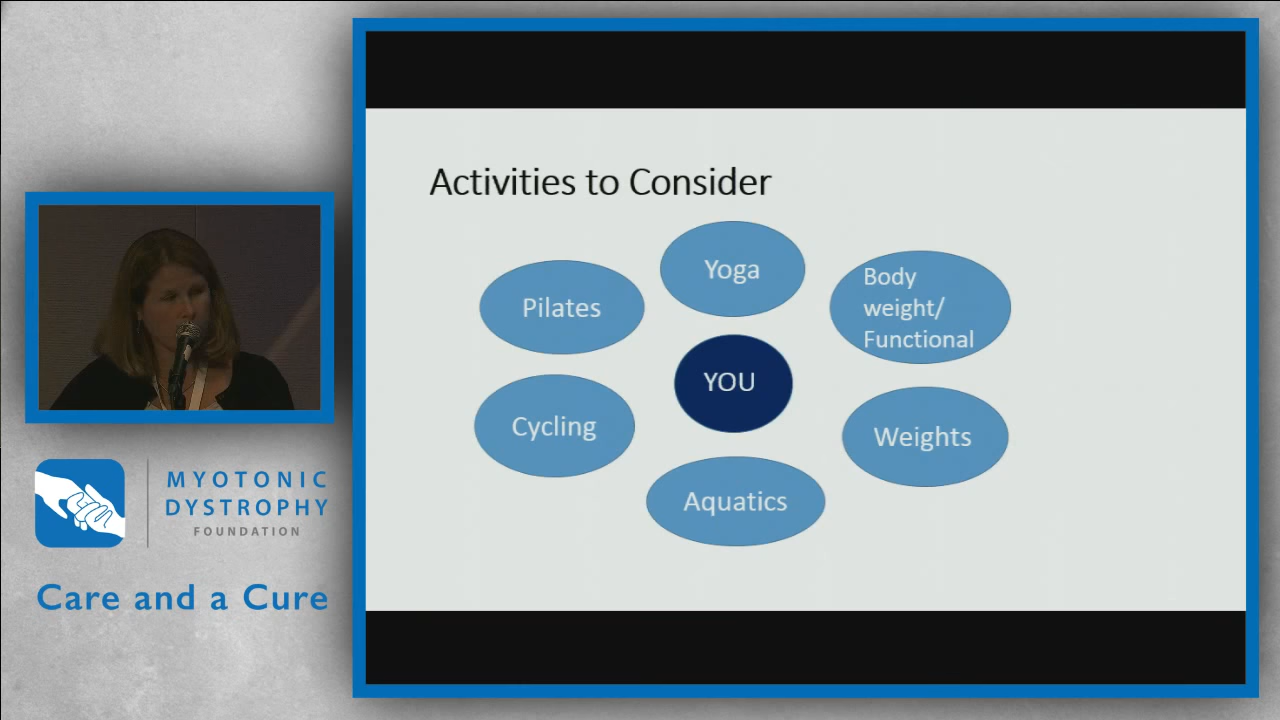 Activities to Consider
Yoga
Pilates
Body
weight/
Functional
YOU
Cycling
Weights
Aquatics
MYOTONIC
DYSTROPHY
FOUNDATION
Care and a Cure